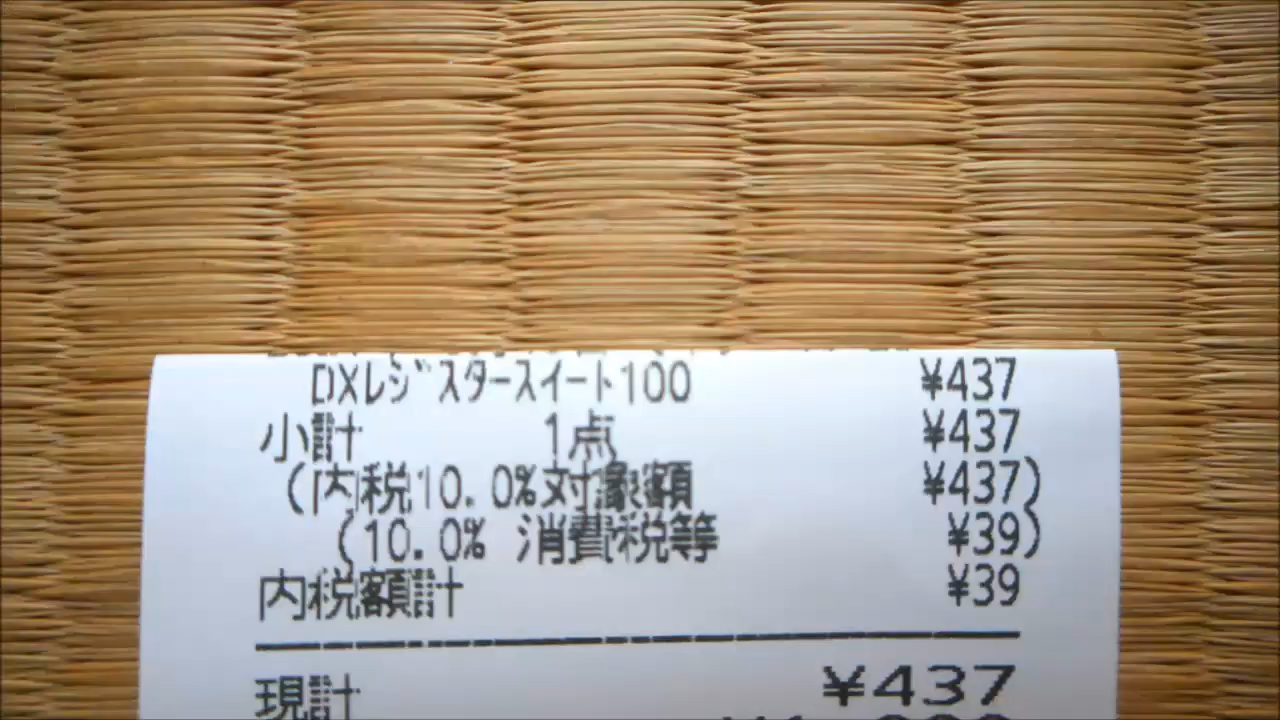 DXレジスタースイート100 ¥437
小計 1点 ¥437
(内税10.0%対象額 ¥437)
(10.0% 消費税等 ¥39)
内税額計 ¥39
現計 ¥437